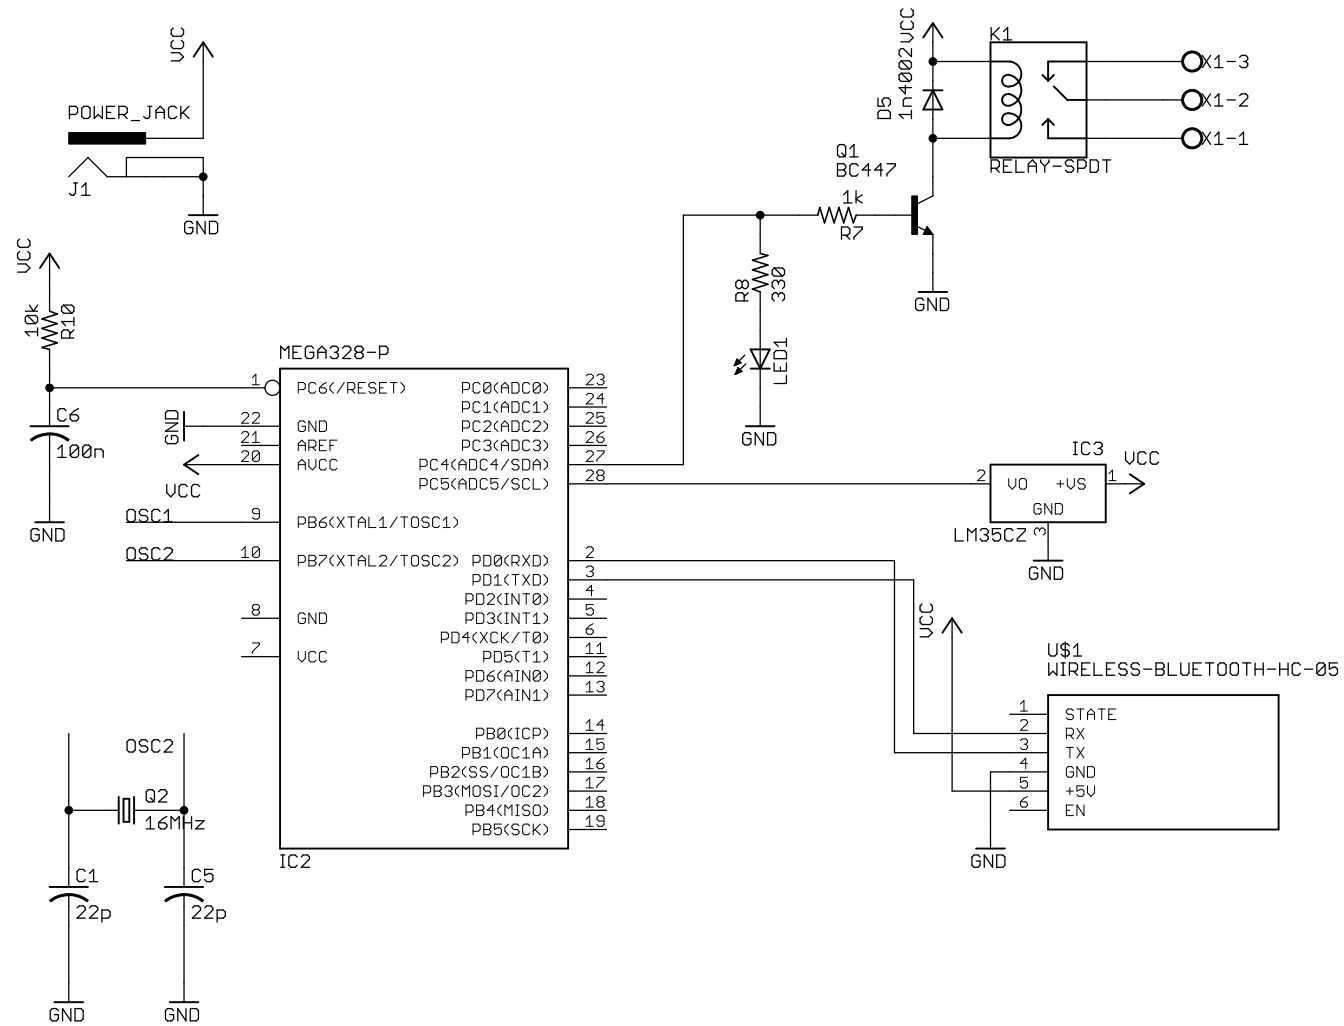 VCC
POWER_JACK
J1
GND
VCC
10k
R10
C6
100n
GND
MEGA328-P
1 PC6(/RESET) PC0(ADC0) 23
PC1(ADC1) 24
22 GND PC2(ADC2) 25
21 AREF PC3(ADC3) 26
20 AVCC PC4(ADC4/SDA) 27
PC5(ADC5/SCL) 28
GND
VCC
OSC1 9 PB6(XTAL1/TOSC1)
OSC2 10 PB7(XTAL2/TOSC2) PD0(RXD) 2
PD1(TXD) 3
PD2(INT0) 4
8 GND PD3(INT1) 5
PD4(XCK/T0) 6
7 VCC PD5(T1) 11
PD6(AIN0) 12
PD7(AIN1) 13
PB0(ICP) 14
PB1(OC1A) 15
PB2(SS/OC1B) 16
PB3(MOSI/OC2) 17
PB4(MISO) 18
PB5(SCK) 19
IC2
OSC2
Q2
16MHz
C1
22p
GND
C5
22p
GND
VCC
D5
1n4002
K1
RELAY-SPDT
X1-3
X1-2
X1-1
Q1
BC447
1k
R7
GND
R8
330
LED1
GND
IC3
VCC
2 VO +VS 1
GND
LM35CZ
3
GND
VCC
U$1
WIRELESS-BLUETOOTH-HC-05
1 STATE
2 RX
3 TX
4 GND
5 +5V
6 EN
GND